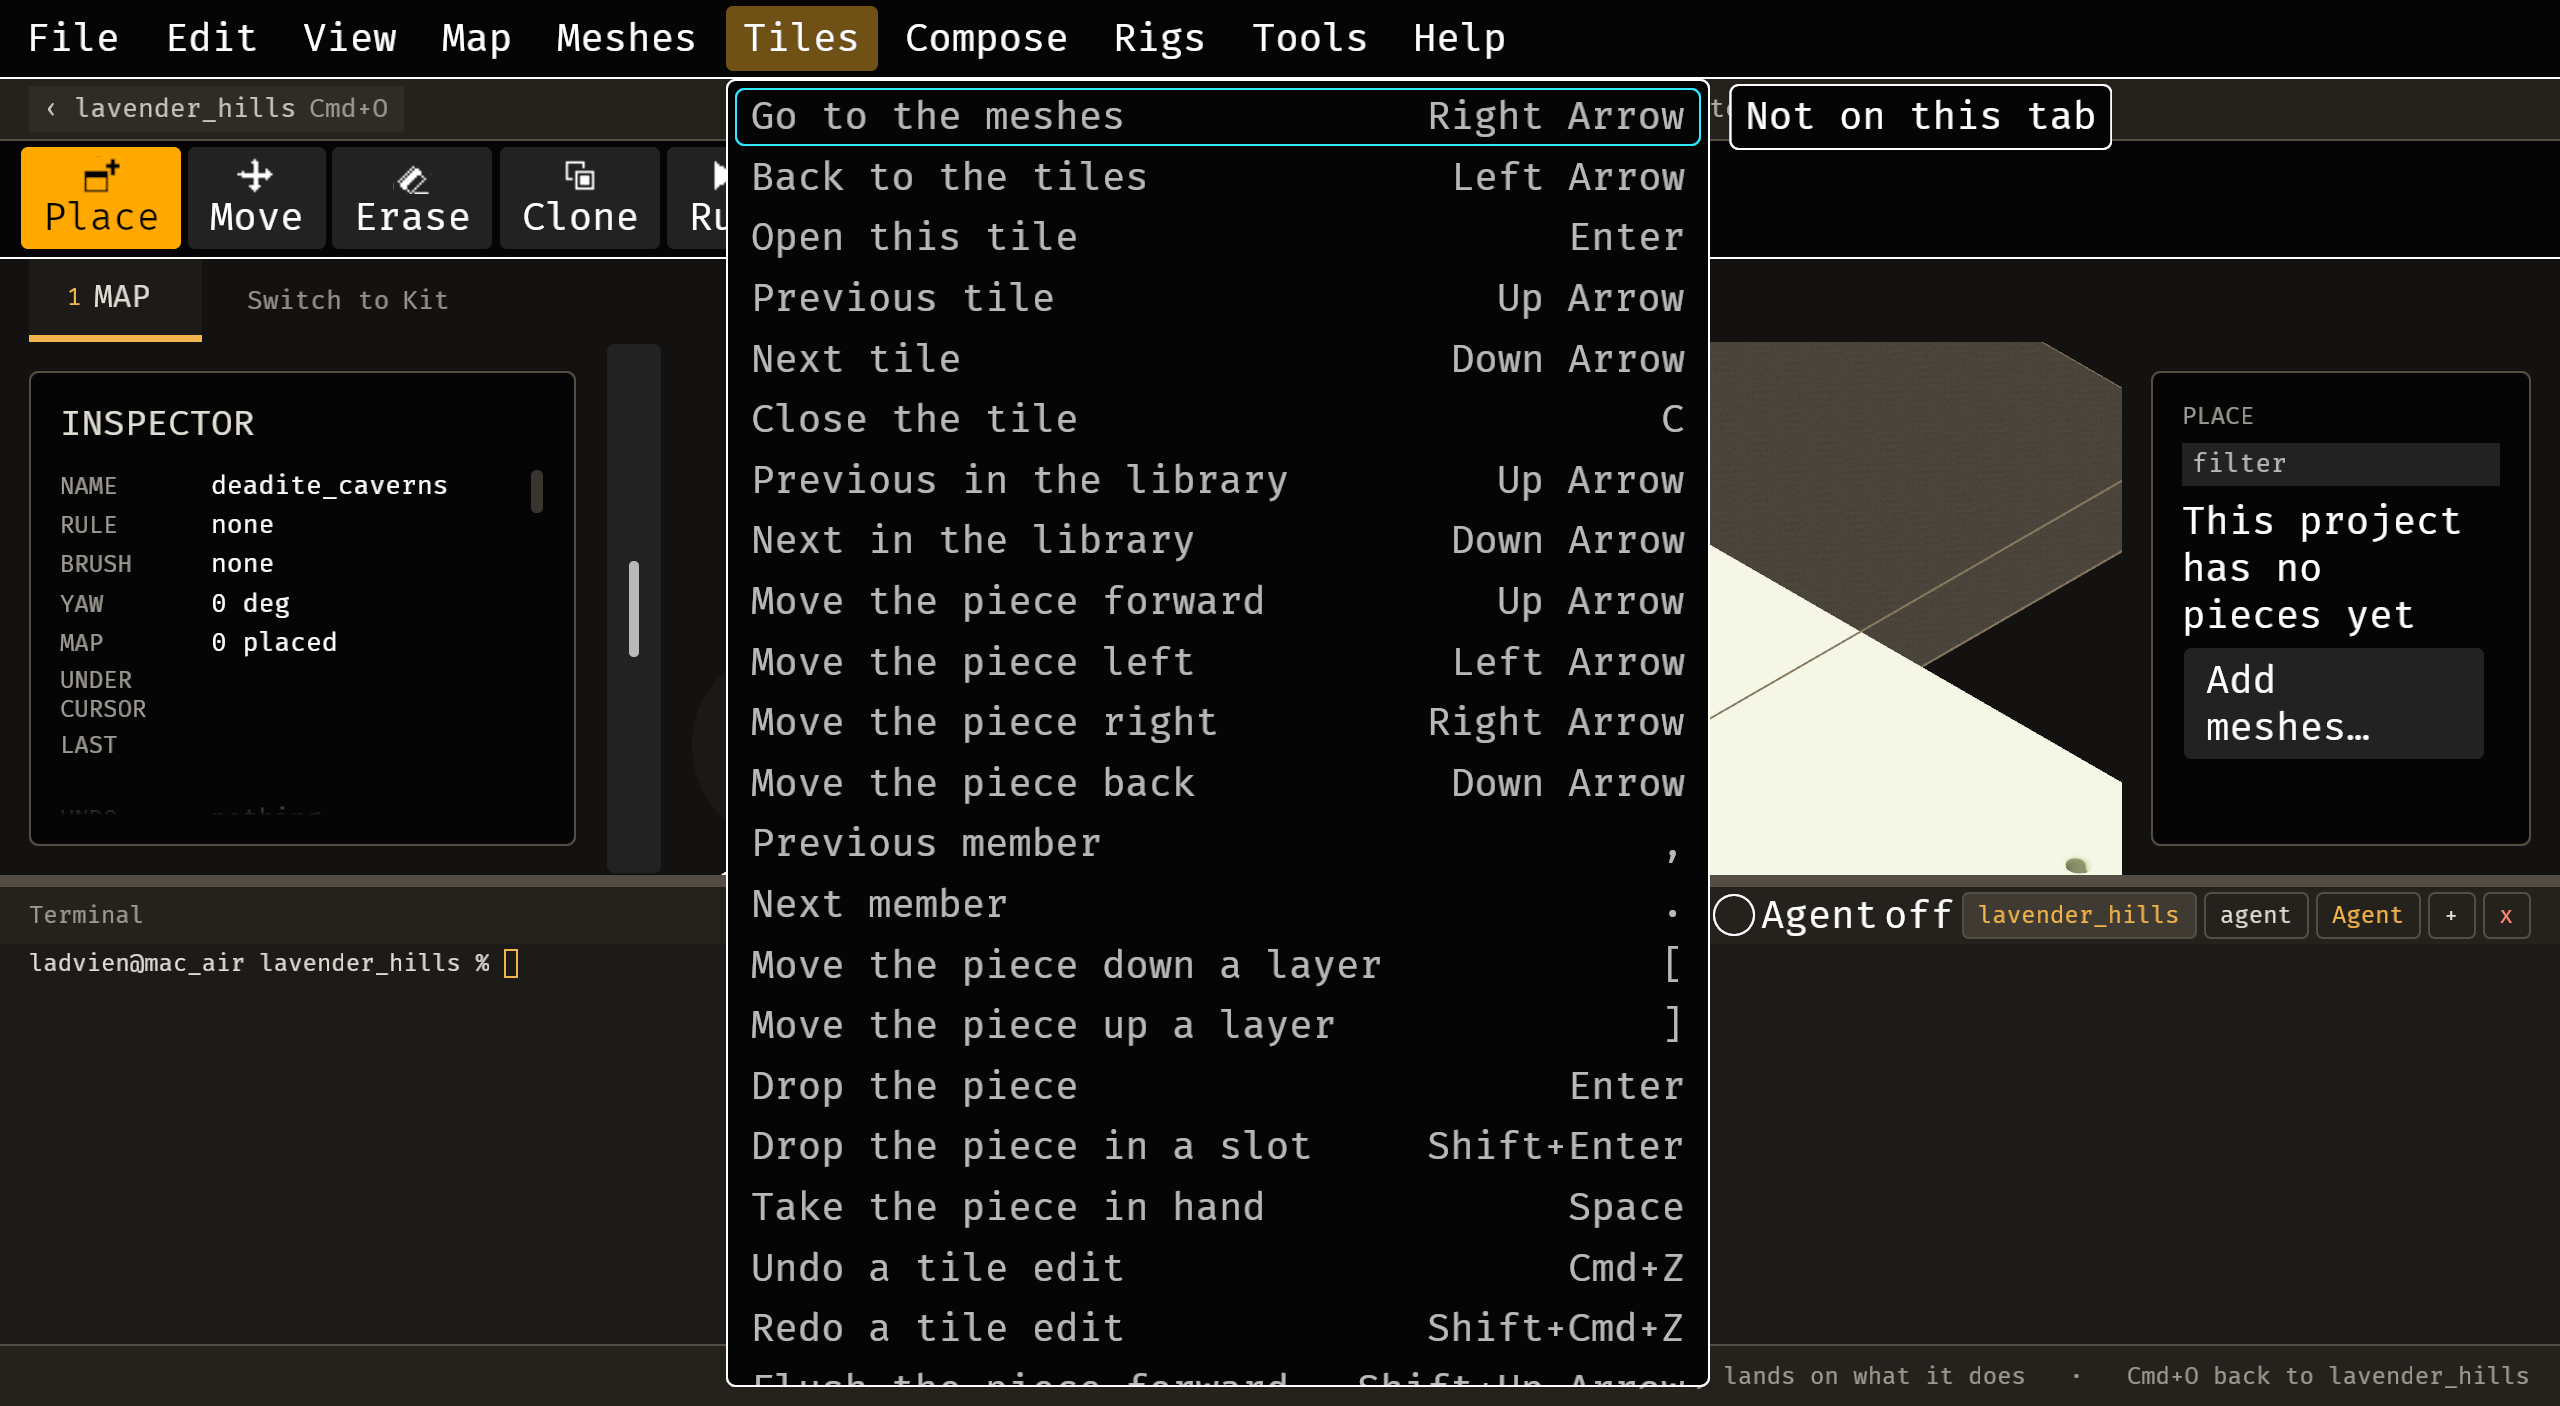 File Edit View Map Meshes Tiles Compose Rigs Tools Help
‹ lavender_hills Cmd+O
Place Move Erase Clone
1 MAP Switch to Kit
INSPECTOR
NAME deadite_caverns
RULE none
BRUSH none
YAW 0 deg
MAP 0 placed
UNDER
CURSOR
LAST
UNDO nothing
Go to the meshes Right Arrow
Not on this tab
Back to the tiles Left Arrow
Open this tile Enter
Previous tile Up Arrow
Next tile Down Arrow
Close the tile C
Previous in the library Up Arrow
Next in the library Down Arrow
Move the piece forward Up Arrow
Move the piece left Left Arrow
Move the piece right Right Arrow
Move the piece back Down Arrow
Previous member ,
Next member .
Move the piece down a layer [
Move the piece up a layer ]
Drop the piece Enter
Drop the piece in a slot Shift+Enter
Take the piece in hand Space
Undo a tile edit Cmd+Z
Redo a tile edit Shift+Cmd+Z
Flush the piece forward Shift+Up Arrow
PLACE
filter
This project
has no
pieces yet
Add
meshes…
Terminal
Agent off lavender_hills agent Agent + x
ladvien@mac_air lavender_hills %
lands on what it does · Cmd+O back to lavender_hills